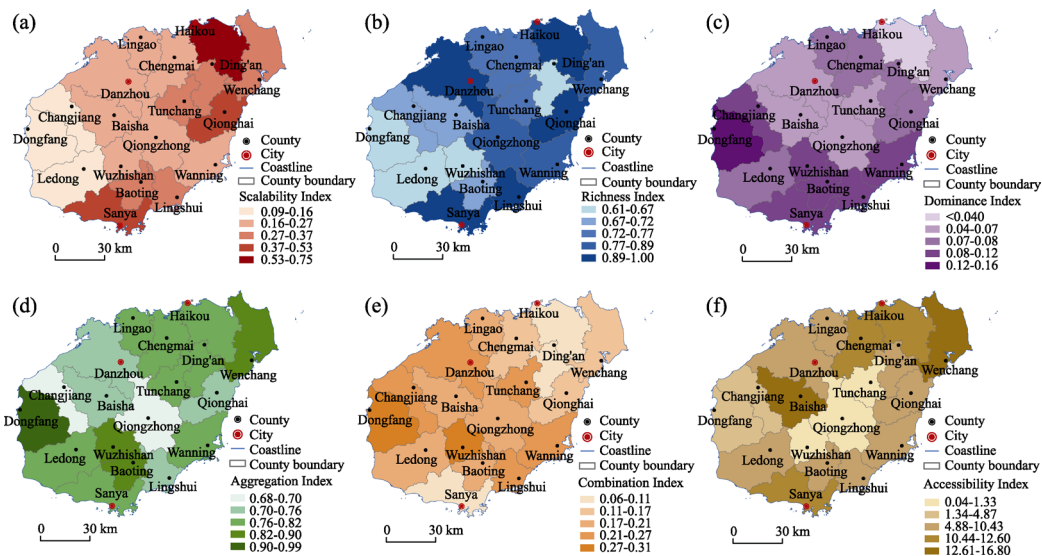 (a)
Haikou
Lingao
Chengmai
Ding'an
Danzhou
Wenchang
Tunchang
Changjiang
Baisha
Qionghai
Dongfang
Qiongzhong
Ledong
Wuzhishan
Wanning
Baoting
Sanya
Lingshui
County
City
Coastline
County boundary
Scalability Index
0.09-0.16
0.16-0.27
0.27-0.37
0.37-0.53
0.53-0.75
0 30 km
(b)
Haikou
Lingao
Chengmai
Ding'an
Danzhou
Wenchang
Tunchang
Changjiang
Baisha
Qionghai
Dongfang
Qiongzhong
Ledong
Wuzhishan
Wanning
Baoting
Sanya
Lingshui
County
City
Coastline
County boundary
Richness Index
0.61-0.67
0.67-0.72
0.72-0.77
0.77-0.89
0.89-1.00
0 30 km
(c)
Haikou
Lingao
Chengmai
Ding'an
Danzhou
Wenchang
Tunchang
Changjiang
Baisha
Qionghai
Dongfang
Qiongzhong
Ledong
Wuzhishan
Wanning
Baoting
Sanya
Lingshui
County
City
Coastline
County boundary
Dominance Index
<0.040
0.04-0.07
0.07-0.08
0.08-0.12
0.12-0.16
0 30 km
(d)
Haikou
Lingao
Chengmai
Ding'an
Danzhou
Wenchang
Tunchang
Changjiang
Baisha
Qionghai
Dongfang
Qiongzhong
Ledong
Wuzhishan
Wanning
Baoting
Sanya
Lingshui
County
City
Coastline
County boundary
Aggregation Index
0.68-0.70
0.70-0.76
0.76-0.82
0.82-0.90
0.90-0.99
0 30 km
(e)
Haikou
Lingao
Chengmai
Ding'an
Danzhou
Wenchang
Tunchang
Changjiang
Baisha
Qionghai
Dongfang
Qiongzhong
Ledong
Wuzhishan
Wanning
Baoting
Sanya
Lingshui
County
City
Coastline
County boundary
Combination Index
0.06-0.11
0.11-0.17
0.17-0.21
0.21-0.27
0.27-0.31
0 30 km
(f)
Haikou
Lingao
Chengmai
Ding'an
Danzhou
Wenchang
Tunchang
Changjiang
Baisha
Qionghai
Dongfang
Qiongzhong
Ledong
Wuzhishan
Wanning
Baoting
Sanya
Lingshui
County
City
Coastline
County boundary
Accessibility Index
0.04-1.33
1.34-4.87
4.88-10.43
10.44-12.60
12.61-16.80
0 30 km